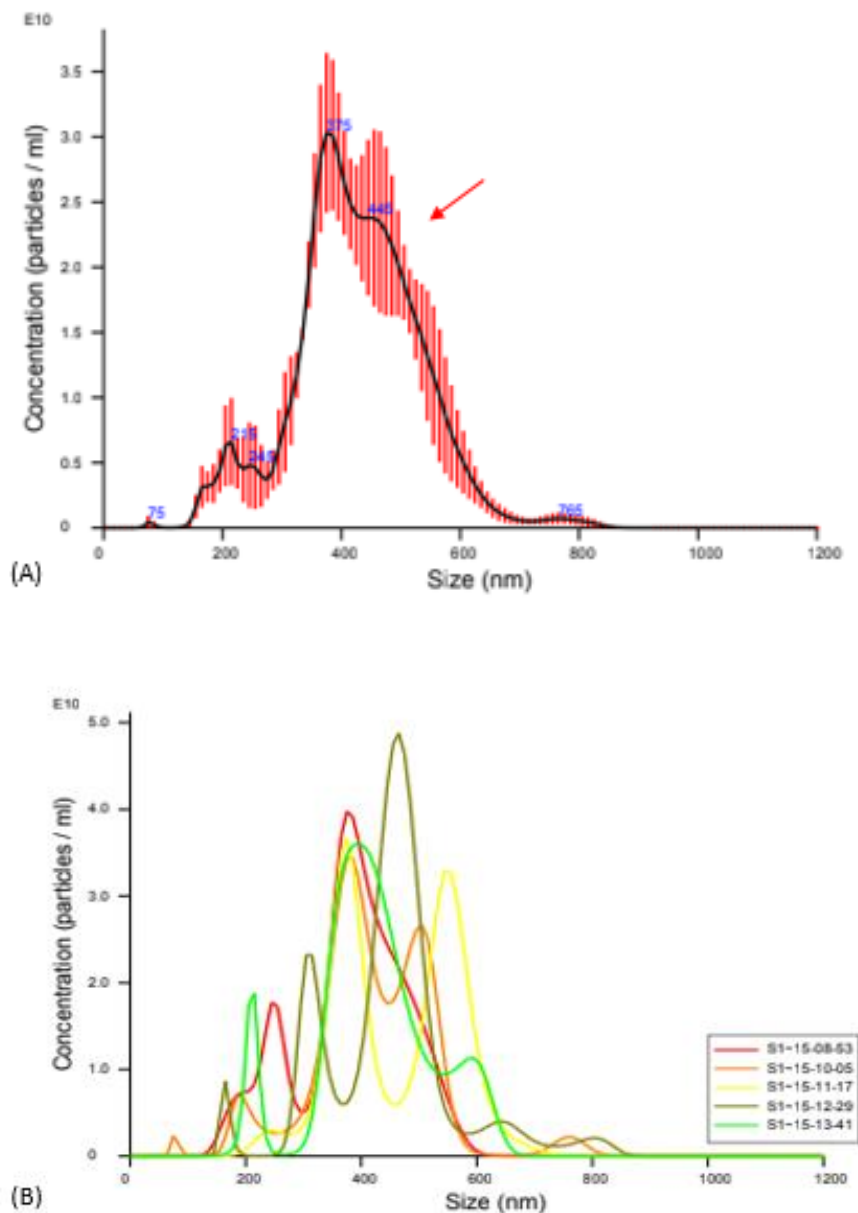 E10
Concentration (particles / ml)
3.5
3.0
2.5
2.0
1.5
1.0
0.5
0
375
445
215
245
75
765
0 200 400 600 800 1000 1200
Size (nm)
(A)
E10
Concentration (particles / ml)
5.0
4.0
3.0
2.0
1.0
0
S1-15-08-53
S1-15-10-05
S1-15-11-17
S1-15-12-29
S1-15-13-41
0 200 400 600 800 1000 1200
Size (nm)
(B)